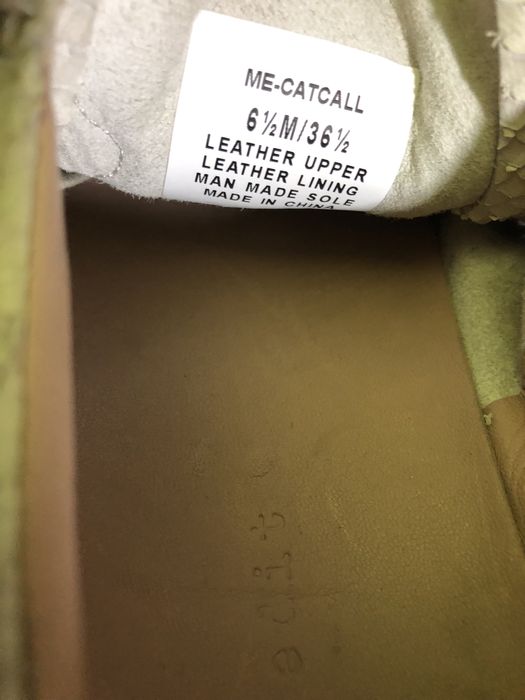 ME-CATCALL
6½M/36½
LEATHER UPPER
LEATHER LINING
MAN MADE SOLE
MADE IN CHINA